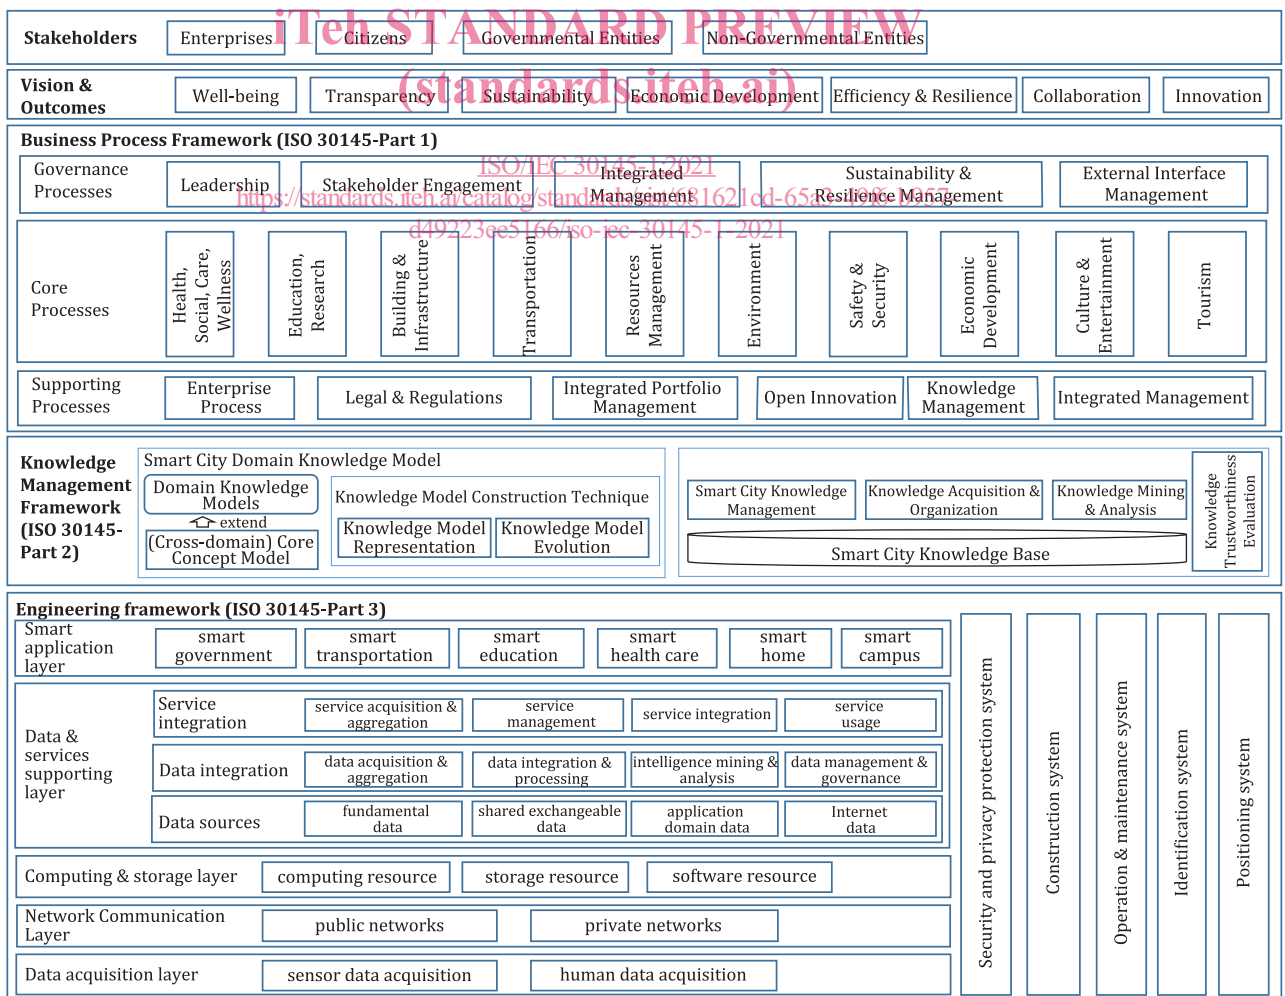 iTeh STANDARD PREVIEW
(standards.iteh.ai)
ISO/IEC 30145-1:2021
https://standards.iteh.ai/catalog/standards/sist/681621cd-65a3-49f6-b957-
d49223ee5166/iso-iec-30145-1-2021
Stakeholders
Enterprises
Citizens
Governmental Entities
Non-Governmental Entities
Vision &
Outcomes
Well-being
Transparency
Sustainability
Economic Development
Efficiency & Resilience
Collaboration
Innovation
Business Process Framework (ISO 30145-Part 1)
Governance
Processes
Leadership
Stakeholder Engagement
Integrated
Management
Sustainability &
Resilience Management
External Interface
Management
Core
Processes
Health,
Social, Care,
Wellness
Education,
Research
Building &
Infrastructure
Transportation
Resources
Management
Environment
Safety &
Security
Economic
Development
Culture &
Entertainment
Tourism
Supporting
Processes
Enterprise
Process
Legal & Regulations
Integrated Portfolio
Management
Open Innovation
Knowledge
Management
Integrated Management
Knowledge
Management
Framework
(ISO 30145-
Part 2)
Smart City Domain Knowledge Model
Domain Knowledge
Models
extend
(Cross-domain) Core
Concept Model
Knowledge Model Construction Technique
Knowledge Model
Representation
Knowledge Model
Evolution
Smart City Knowledge
Management
Knowledge Acquisition &
Organization
Knowledge Mining
& Analysis
Smart City Knowledge Base
Knowledge
Trustworthiness
Evaluation
Engineering framework (ISO 30145-Part 3)
Smart
application
layer
smart
government
smart
transportation
smart
education
smart
health care
smart
home
smart
campus
Data &
services
supporting
layer
Service
integration
service acquisition &
aggregation
service
management
service integration
service
usage
Data integration
data acquisition &
aggregation
data integration &
processing
intelligence mining &
analysis
data management &
governance
Data sources
fundamental
data
shared exchangeable
data
application
domain data
Internet
data
Computing & storage layer
computing resource
storage resource
software resource
Network Communication
Layer
public networks
private networks
Data acquisition layer
sensor data acquisition
human data acquisition
Security and privacy protection system
Construction system
Operation & maintenance system
Identification system
Positioning system